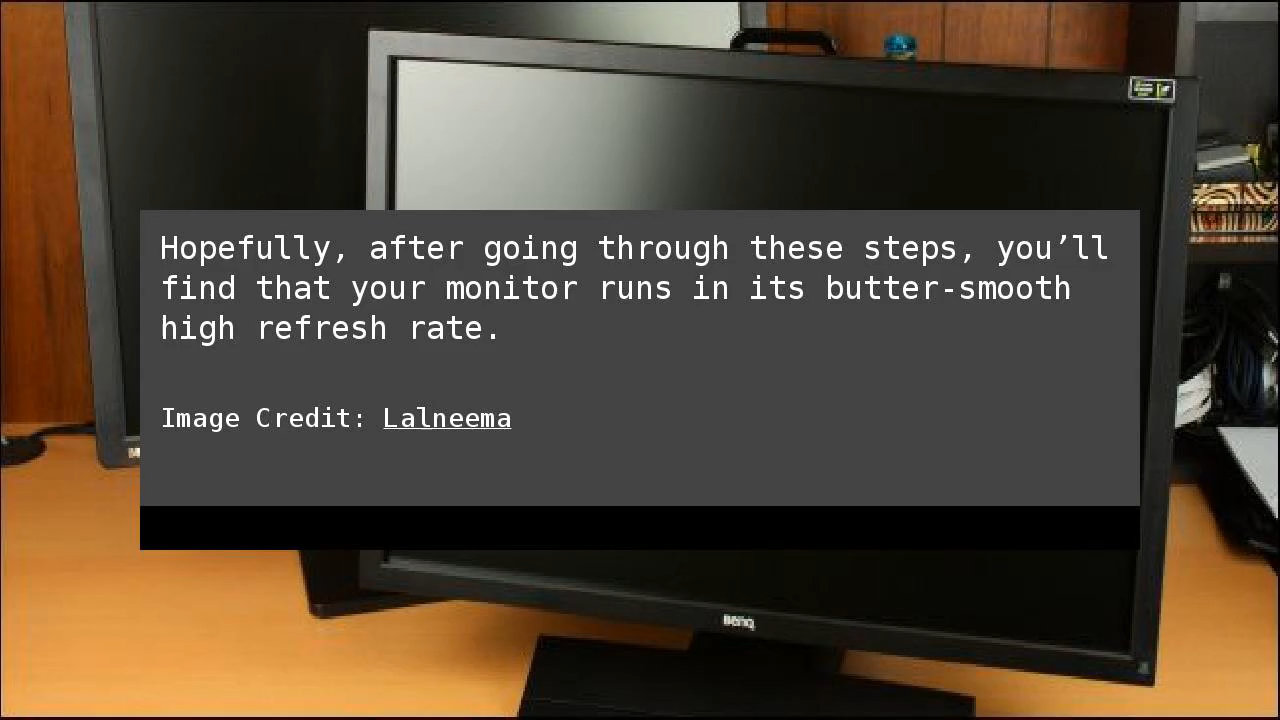 Hopefully, after going through these steps, you’ll
find that your monitor runs in its butter-smooth
high refresh rate.
Image Credit: Lalneema
BenQ